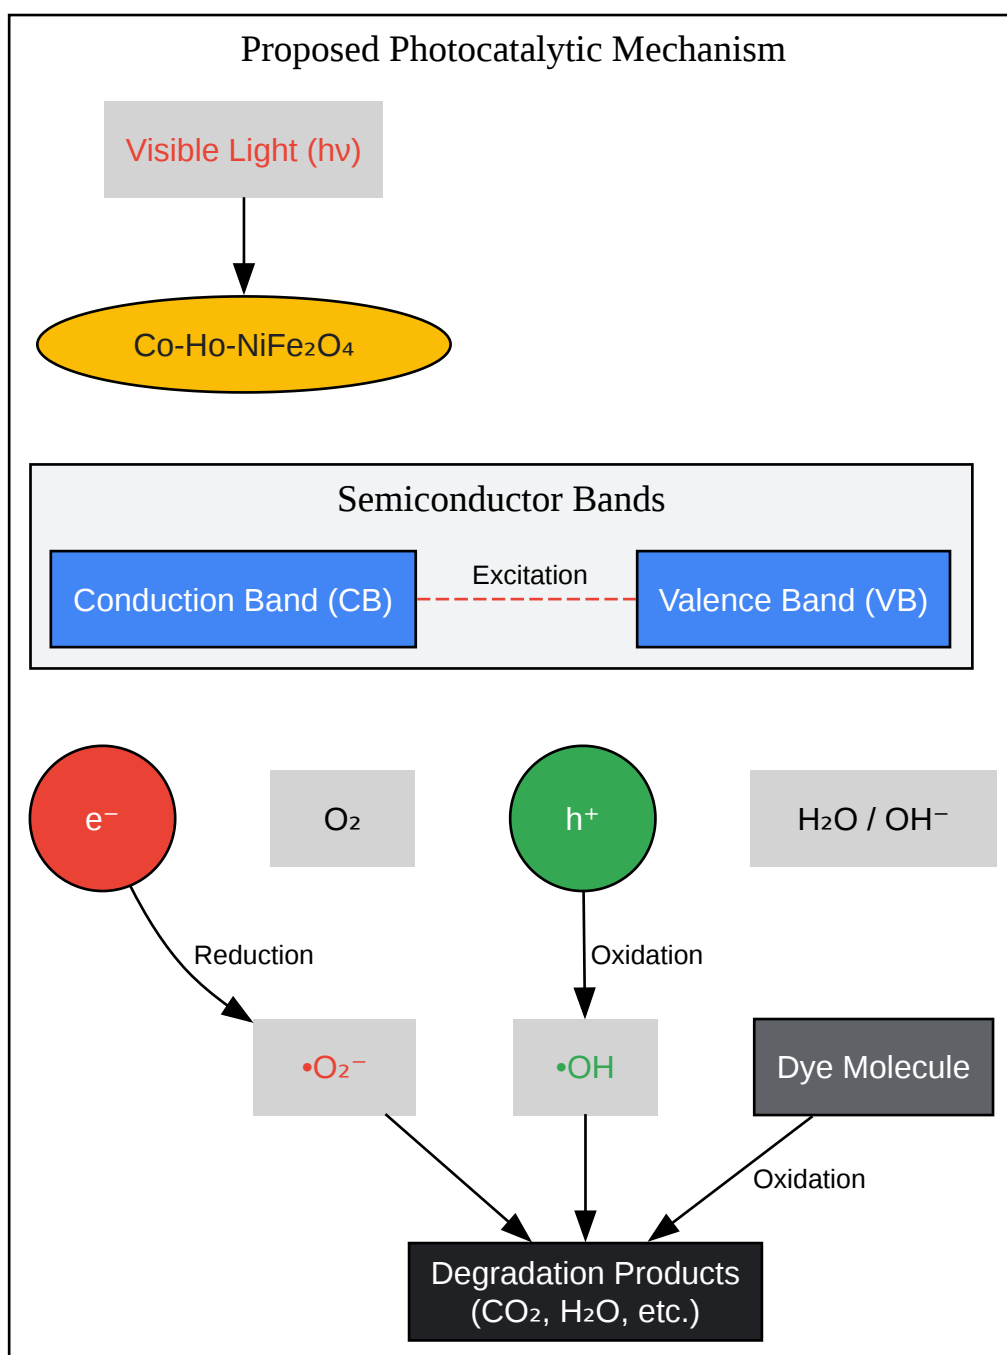 Proposed Photocatalytic Mechanism
Visible Light (hν)
Co-Ho-NiFe₂O₄
Semiconductor Bands
Conduction Band (CB)
Excitation
Valence Band (VB)
e⁻
O₂
h⁺
H₂O / OH⁻
Reduction
Oxidation
•O₂⁻
•OH
Dye Molecule
Oxidation
Degradation Products
(CO₂, H₂O, etc.)